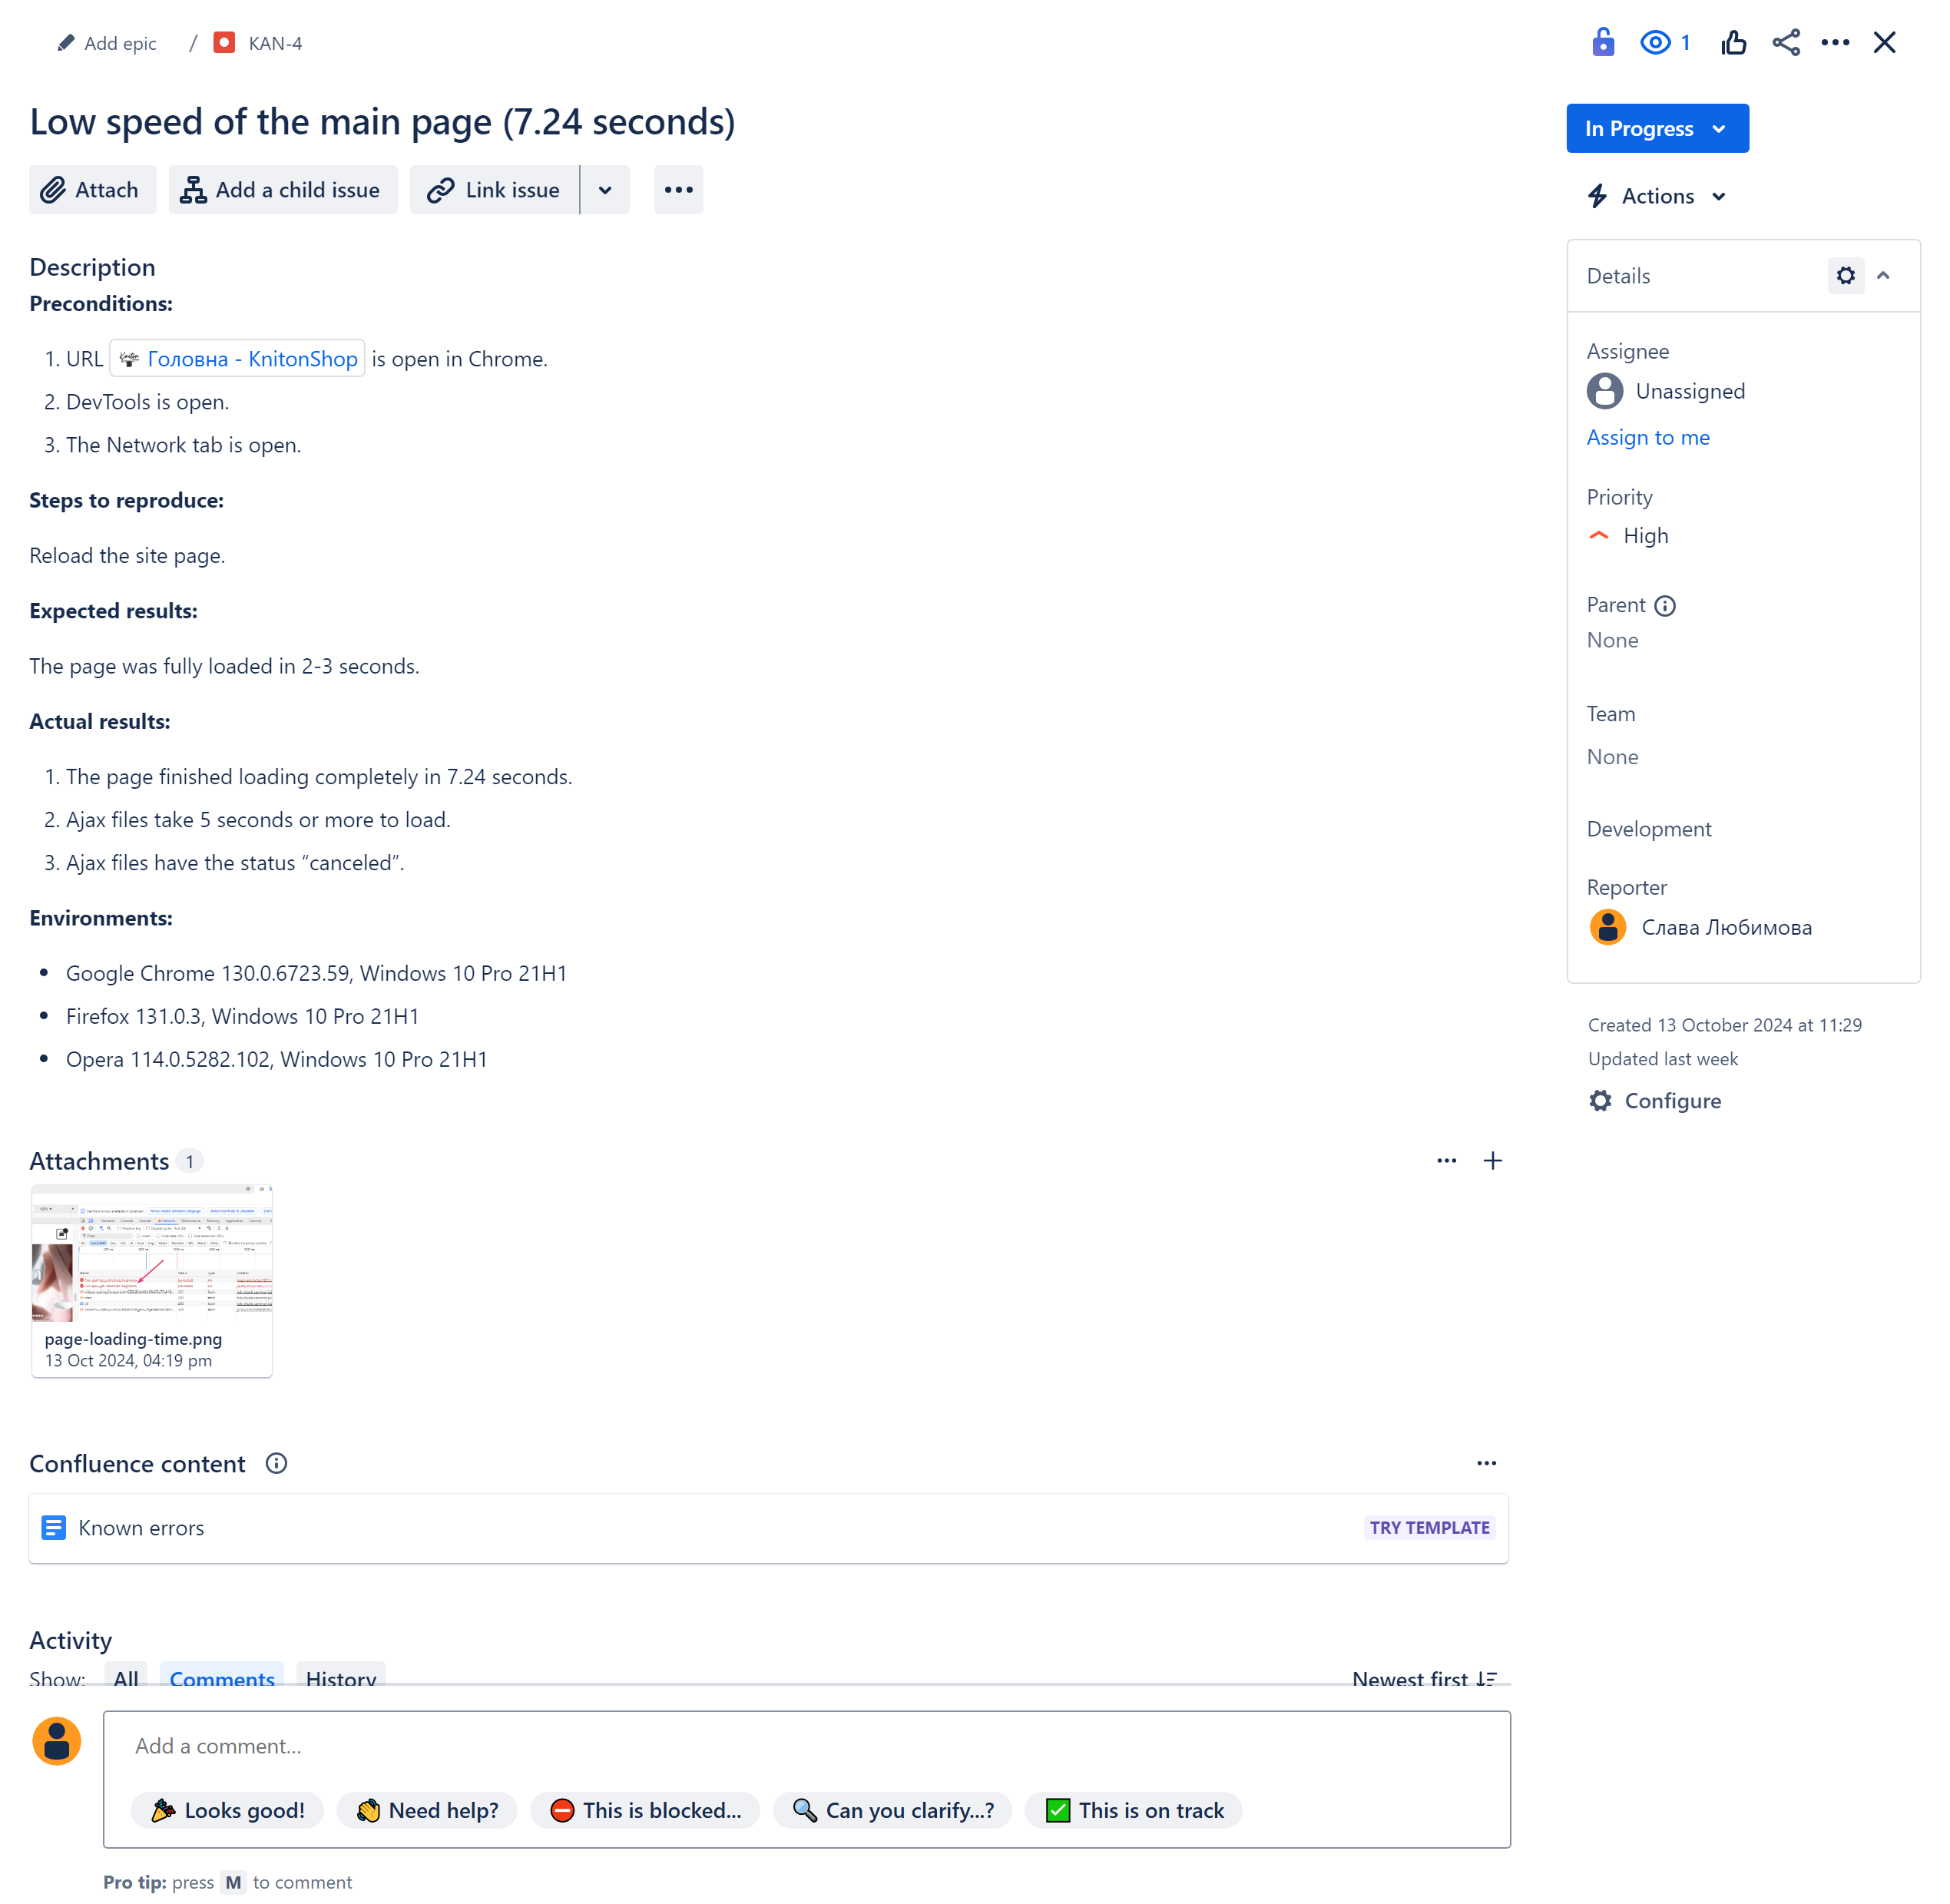 Add epic / KAN-4
1
Low speed of the main page (7.24 seconds)
Attach
Add a child issue
Link issue
In Progress
Actions
Description
Preconditions:
1. URL Головна - KnitonShop is open in Chrome.
2. DevTools is open.
3. The Network tab is open.
Steps to reproduce:
Reload the site page.
Expected results:
The page was fully loaded in 2-3 seconds.
Actual results:
1. The page finished loading completely in 7.24 seconds.
2. Ajax files take 5 seconds or more to load.
3. Ajax files have the status “canceled”.
Environments:
• Google Chrome 130.0.6723.59, Windows 10 Pro 21H1
• Firefox 131.0.3, Windows 10 Pro 21H1
• Opera 114.0.5282.102, Windows 10 Pro 21H1
Details
Assignee
Unassigned
Assign to me
Priority
High
Parent
None
Team
None
Development
Reporter
Слава Любимова
Created 13 October 2024 at 11:29
Updated last week
Configure
Attachments 1
page-loading-time.png
13 Oct 2024, 04:19 pm
Confluence content
Known errors
TRY TEMPLATE
Activity
Show: All Comments History
Newest first
Add a comment...
Looks good!
Need help?
This is blocked...
Can you clarify...?
This is on track
Pro tip: press M to comment